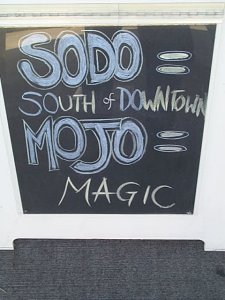 SODO =
SOUTH of DOWNTOWN
MOJO =
MAGIC